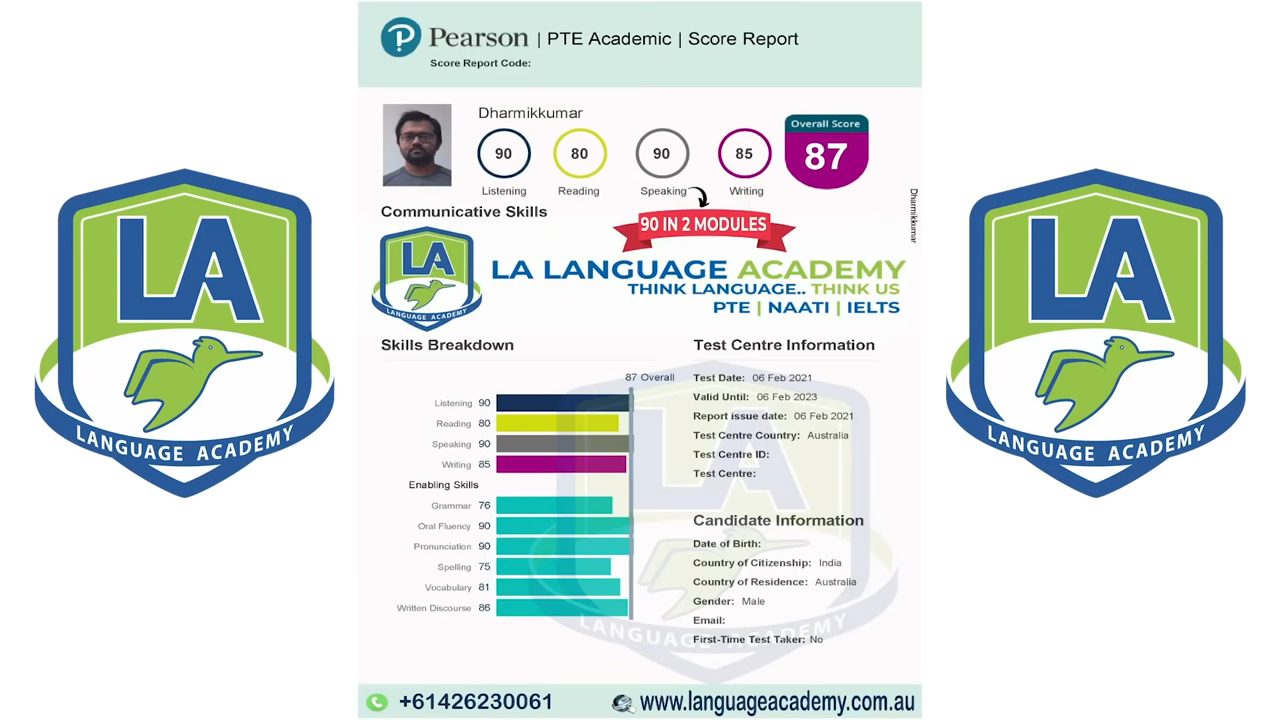 Pearson | PTE Academic | Score Report
Score Report Code:
Dharmikkumar
90 80 90 85
Listening Reading Speaking Writing
Overall Score
87
Dharmikkumar
Communicative Skills
90 IN 2 MODULES
LA
LANGUAGE ACADEMY
LA LANGUAGE ACADEMY
THINK LANGUAGE.. THINK US
PTE | NAATI | IELTS
LA
LANGUAGE ACADEMY
LA
LANGUAGE ACADEMY
Skills Breakdown
87 Overall
Listening 90
Reading 80
Speaking 90
Writing 85
Enabling Skills
Grammar 76
Oral Fluency 90
Pronunciation 90
Spelling 75
Vocabulary 81
Written Discourse 86
Test Centre Information
Test Date: 06 Feb 2021
Valid Until: 06 Feb 2023
Report issue date: 06 Feb 2021
Test Centre Country: Australia
Test Centre ID:
Test Centre:
Candidate Information
Date of Birth:
Country of Citizenship: India
Country of Residence: Australia
Gender: Male
Email:
First-Time Test Taker: No
LA
LANGUAGE ACADEMY
+61426230061
www.languageacademy.com.au